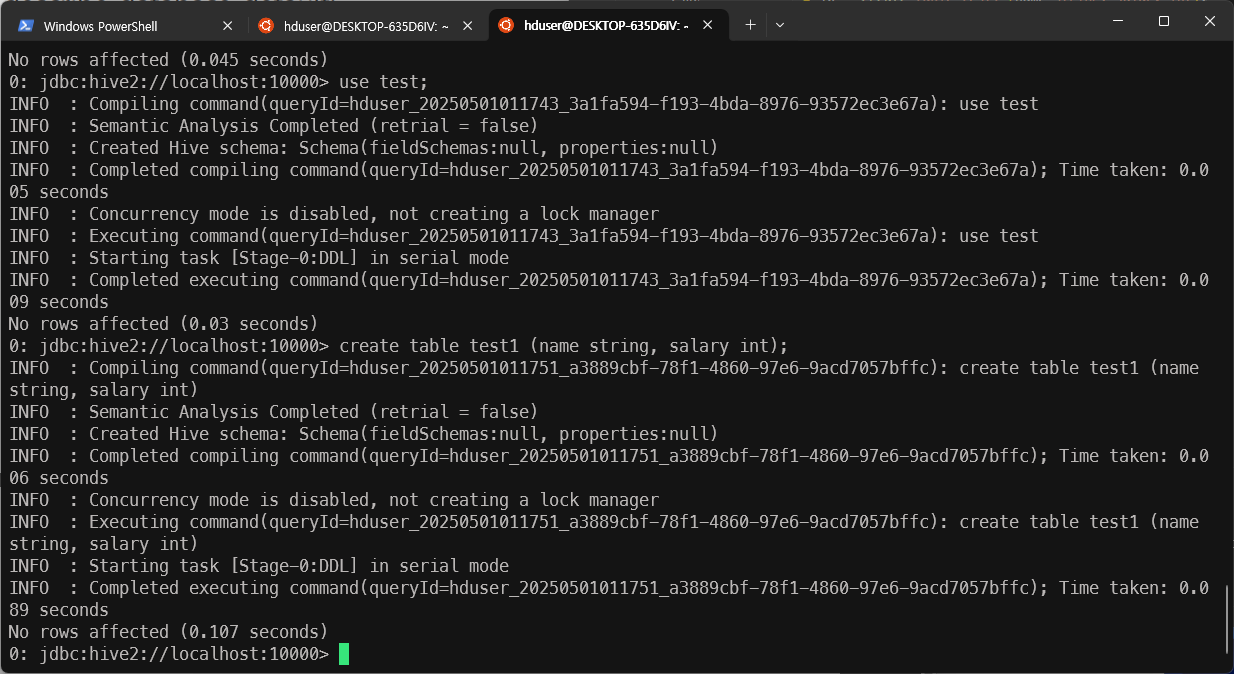 Windows PowerShell
hduser@DESKTOP-635D6IV: ~
hduser@DESKTOP-635D6IV: ~
No rows affected (0.045 seconds)
0: jdbc:hive2://localhost:10000> use test;
INFO  : Compiling command(queryId=hduser_20250501011743_3a1fa594-f193-4bda-8976-93572ec3e67a): use test
INFO  : Semantic Analysis Completed (retrial = false)
INFO  : Created Hive schema: Schema(fieldSchemas:null, properties:null)
INFO  : Completed compiling command(queryId=hduser_20250501011743_3a1fa594-f193-4bda-8976-93572ec3e67a); Time taken: 0.0
05 seconds
INFO  : Concurrency mode is disabled, not creating a lock manager
INFO  : Executing command(queryId=hduser_20250501011743_3a1fa594-f193-4bda-8976-93572ec3e67a): use test
INFO  : Starting task [Stage-0:DDL] in serial mode
INFO  : Completed executing command(queryId=hduser_20250501011743_3a1fa594-f193-4bda-8976-93572ec3e67a); Time taken: 0.0
09 seconds
No rows affected (0.03 seconds)
0: jdbc:hive2://localhost:10000> create table test1 (name string, salary int);
INFO  : Compiling command(queryId=hduser_20250501011751_a3889cbf-78f1-4860-97e6-9acd7057bffc): create table test1 (name
string, salary int)
INFO  : Semantic Analysis Completed (retrial = false)
INFO  : Created Hive schema: Schema(fieldSchemas:null, properties:null)
INFO  : Completed compiling command(queryId=hduser_20250501011751_a3889cbf-78f1-4860-97e6-9acd7057bffc); Time taken: 0.0
06 seconds
INFO  : Concurrency mode is disabled, not creating a lock manager
INFO  : Executing command(queryId=hduser_20250501011751_a3889cbf-78f1-4860-97e6-9acd7057bffc): create table test1 (name
string, salary int)
INFO  : Starting task [Stage-0:DDL] in serial mode
INFO  : Completed executing command(queryId=hduser_20250501011751_a3889cbf-78f1-4860-97e6-9acd7057bffc); Time taken: 0.0
89 seconds
No rows affected (0.107 seconds)
0: jdbc:hive2://localhost:10000>